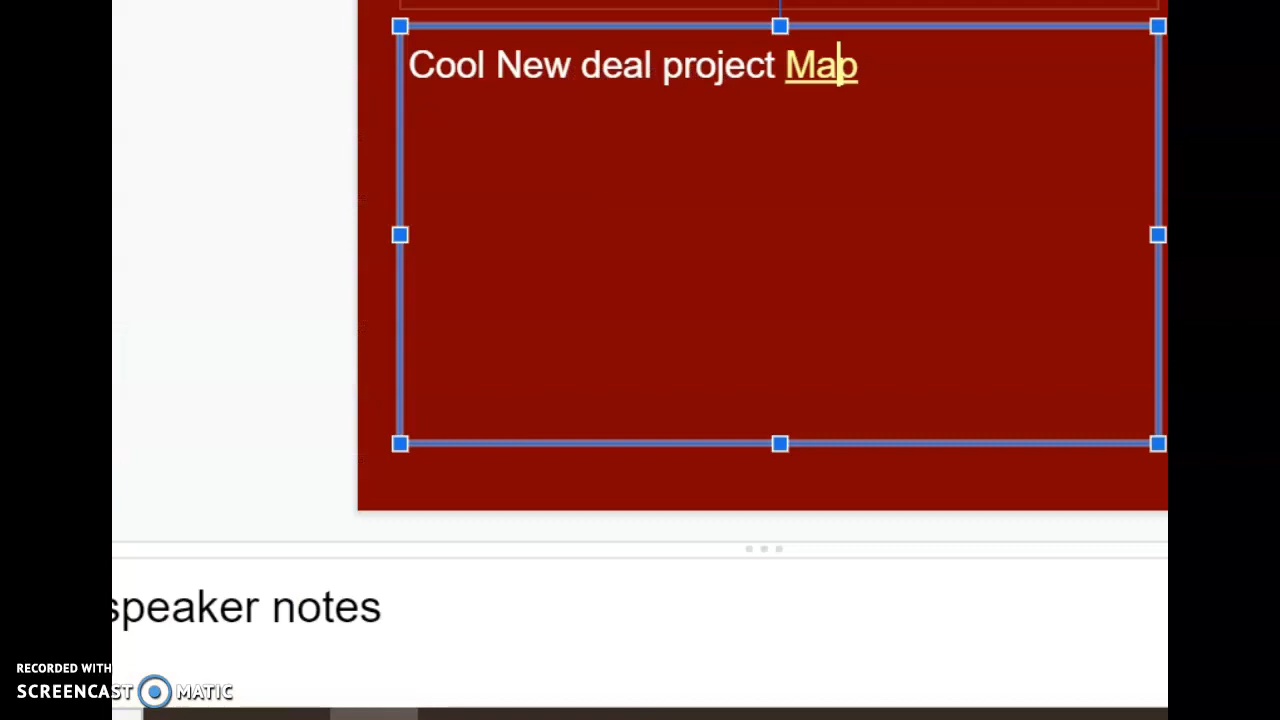 Cool New deal project Map
speaker notes
RECORDED WITH
SCREENCAST MATIC